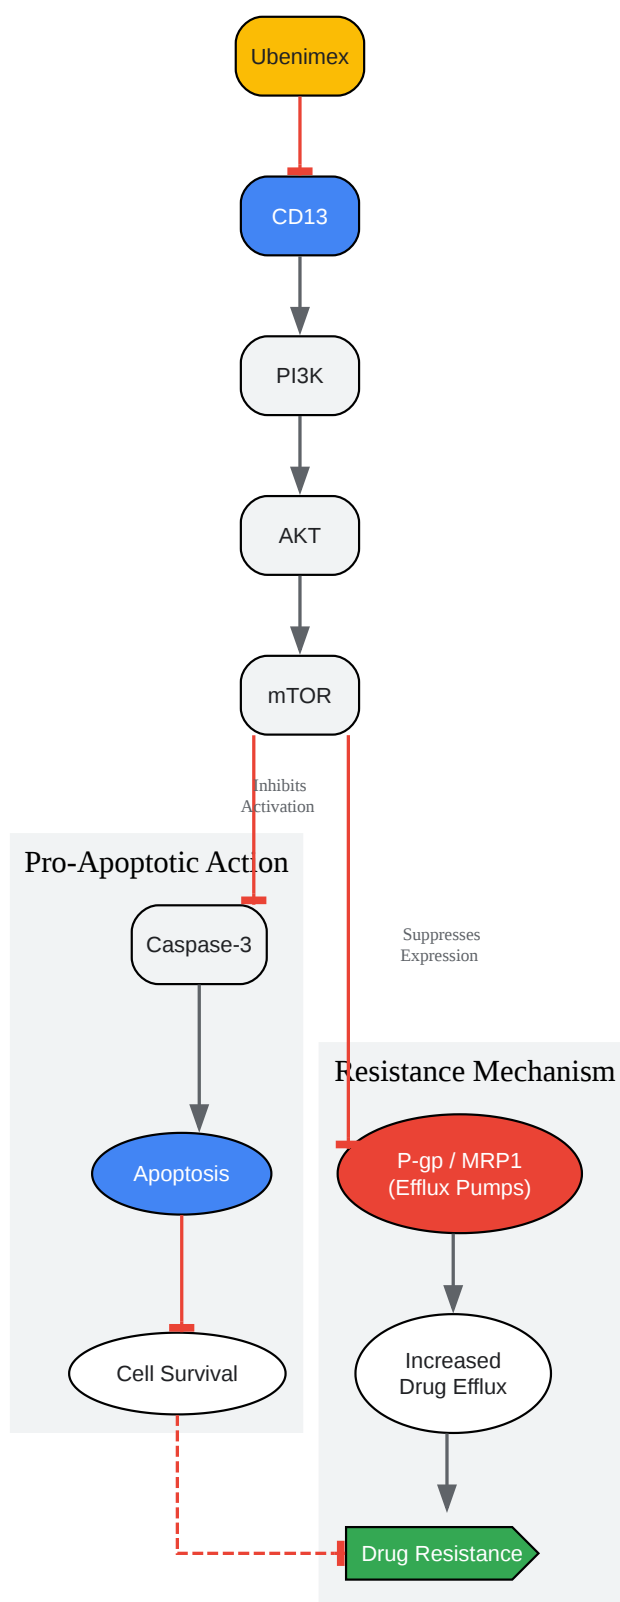 Ubenimex
CD13
PI3K
AKT
mTOR
Inhibits
Activation
Pro-Apoptotic Action
Caspase-3
Suppresses
Expression
Resistance Mechanism
Apoptosis
P-gp / MRP1
(Efflux Pumps)
Cell Survival
Increased
Drug Efflux
Drug Resistance